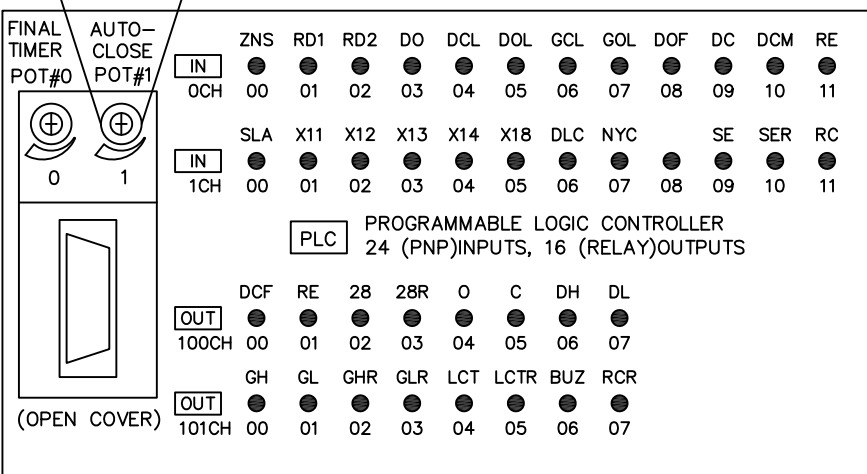 FINAL TIMER POT#0
AUTO-CLOSE POT#1
0 1
(OPEN COVER)
ZNS RD1 RD2 DO DCL DOL GCL GOL DOF DC DCM RE
IN
0CH 00 01 02 03 04 05 06 07 08 09 10 11
SLA X11 X12 X13 X14 X18 DLC NYC SE SER RC
IN
1CH 00 01 02 03 04 05 06 07 08 09 10 11
PLC
PROGRAMMABLE LOGIC CONTROLLER
24 (PNP)INPUTS, 16 (RELAY)OUTPUTS
DCF RE 28 28R O C DH DL
OUT
100CH 00 01 02 03 04 05 06 07
GH GL GHR GLR LCT LCTR BUZ RCR
OUT
101CH 00 01 02 03 04 05 06 07